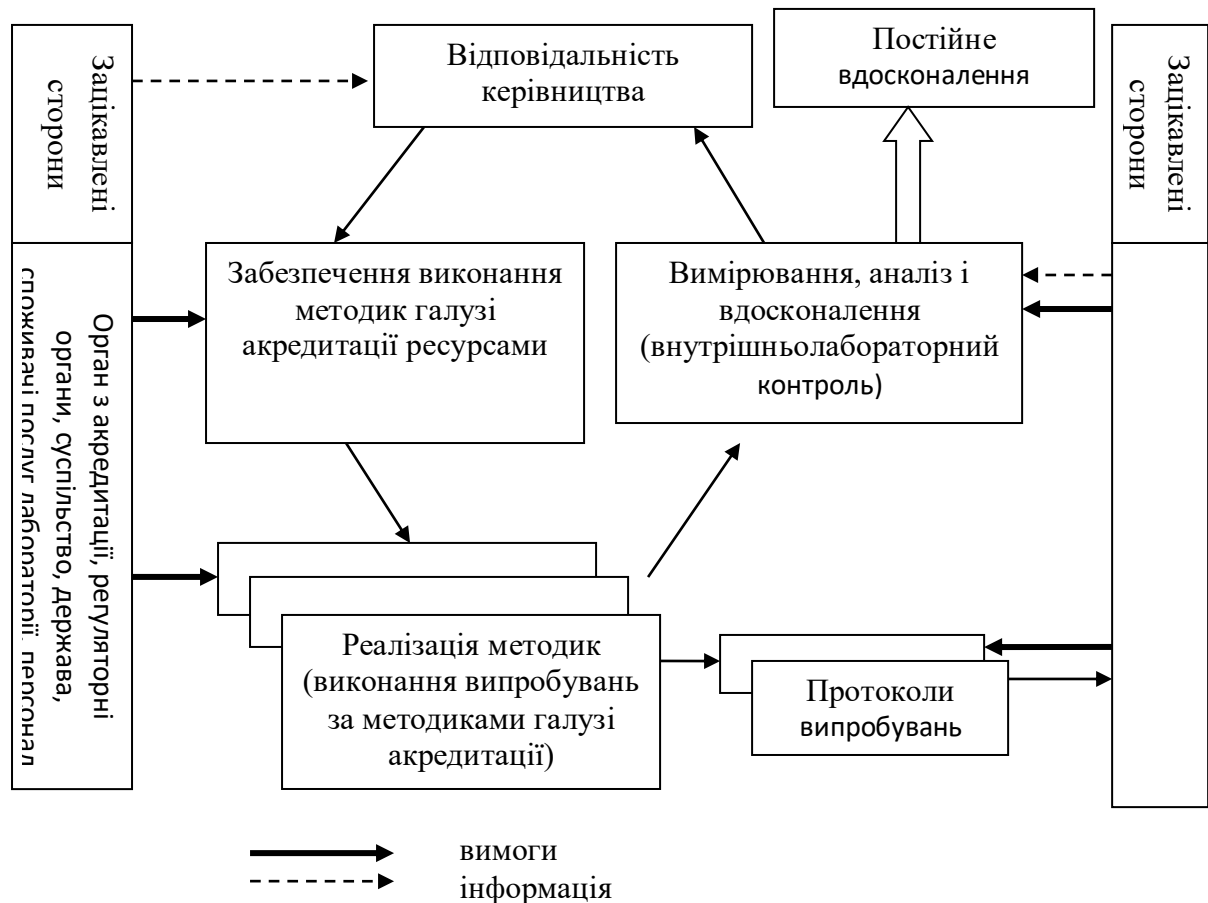 Зацікавлені
сторони
Відповідальність
керівництва
Постійне
вдосконалення
Зацікавлені
сторони
Забезпечення виконання
методик галузі
акредитації ресурсами
Вимірювання, аналіз і
вдосконалення
(внутрішньолабораторний
контроль)
Орган з акредитації, регуляторні
органи, суспільство, держава,
споживачі послуг лабораторії, персонал
Реалізація методик
(виконання випробувань
за методиками галузі
акредитації)
Протоколи
випробувань
вимоги
інформація